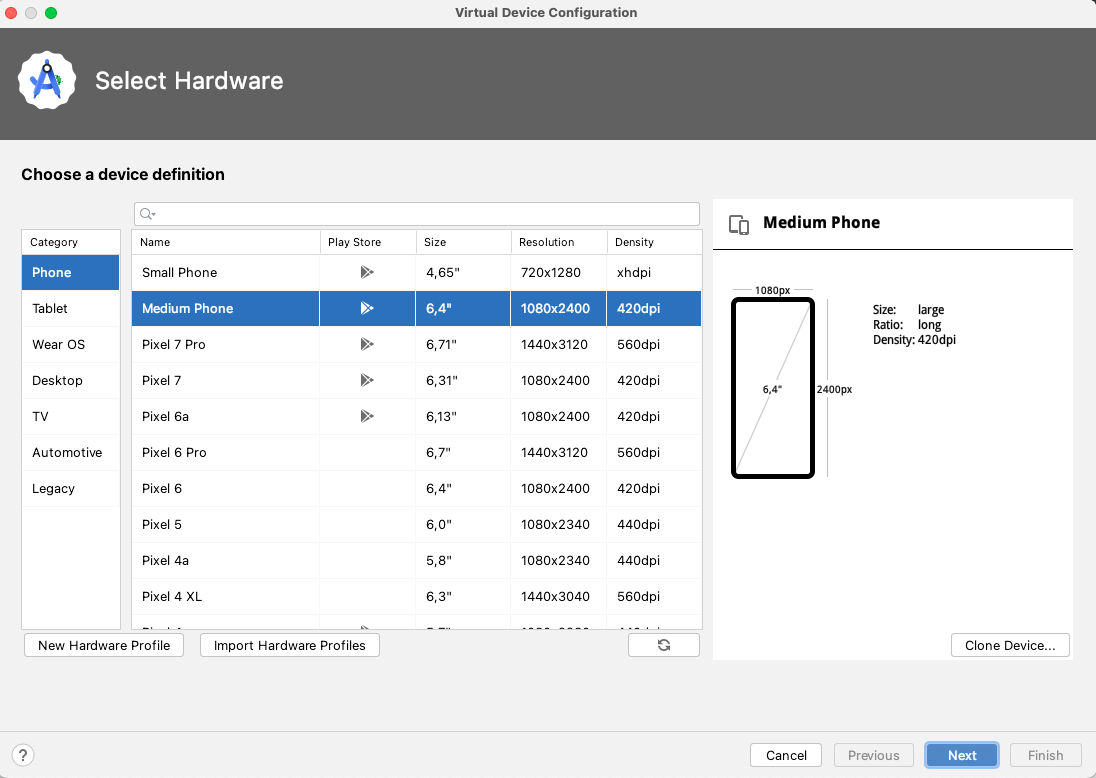 Virtual Device Configuration
Select Hardware
Choose a device definition
Category
Phone
Tablet
Wear OS
Desktop
TV
Automotive
Legacy
Name Play Store Size Resolution Density
Small Phone 4,65" 720x1280 xhdpi
Medium Phone 6,4" 1080x2400 420dpi
Pixel 7 Pro 6,71" 1440x3120 560dpi
Pixel 7 6,31" 1080x2400 420dpi
Pixel 6a 6,13" 1080x2400 420dpi
Pixel 6 Pro 6,7" 1440x3120 560dpi
Pixel 6 6,4" 1080x2400 420dpi
Pixel 5 6,0" 1080x2340 440dpi
Pixel 4a 5,8" 1080x2340 440dpi
Pixel 4 XL 6,3" 1440x3040 560dpi
New Hardware Profile Import Hardware Profiles
Medium Phone
1080px
6,4"
2400px
Size: large
Ratio: long
Density: 420dpi
Clone Device...
? Cancel Previous Next Finish